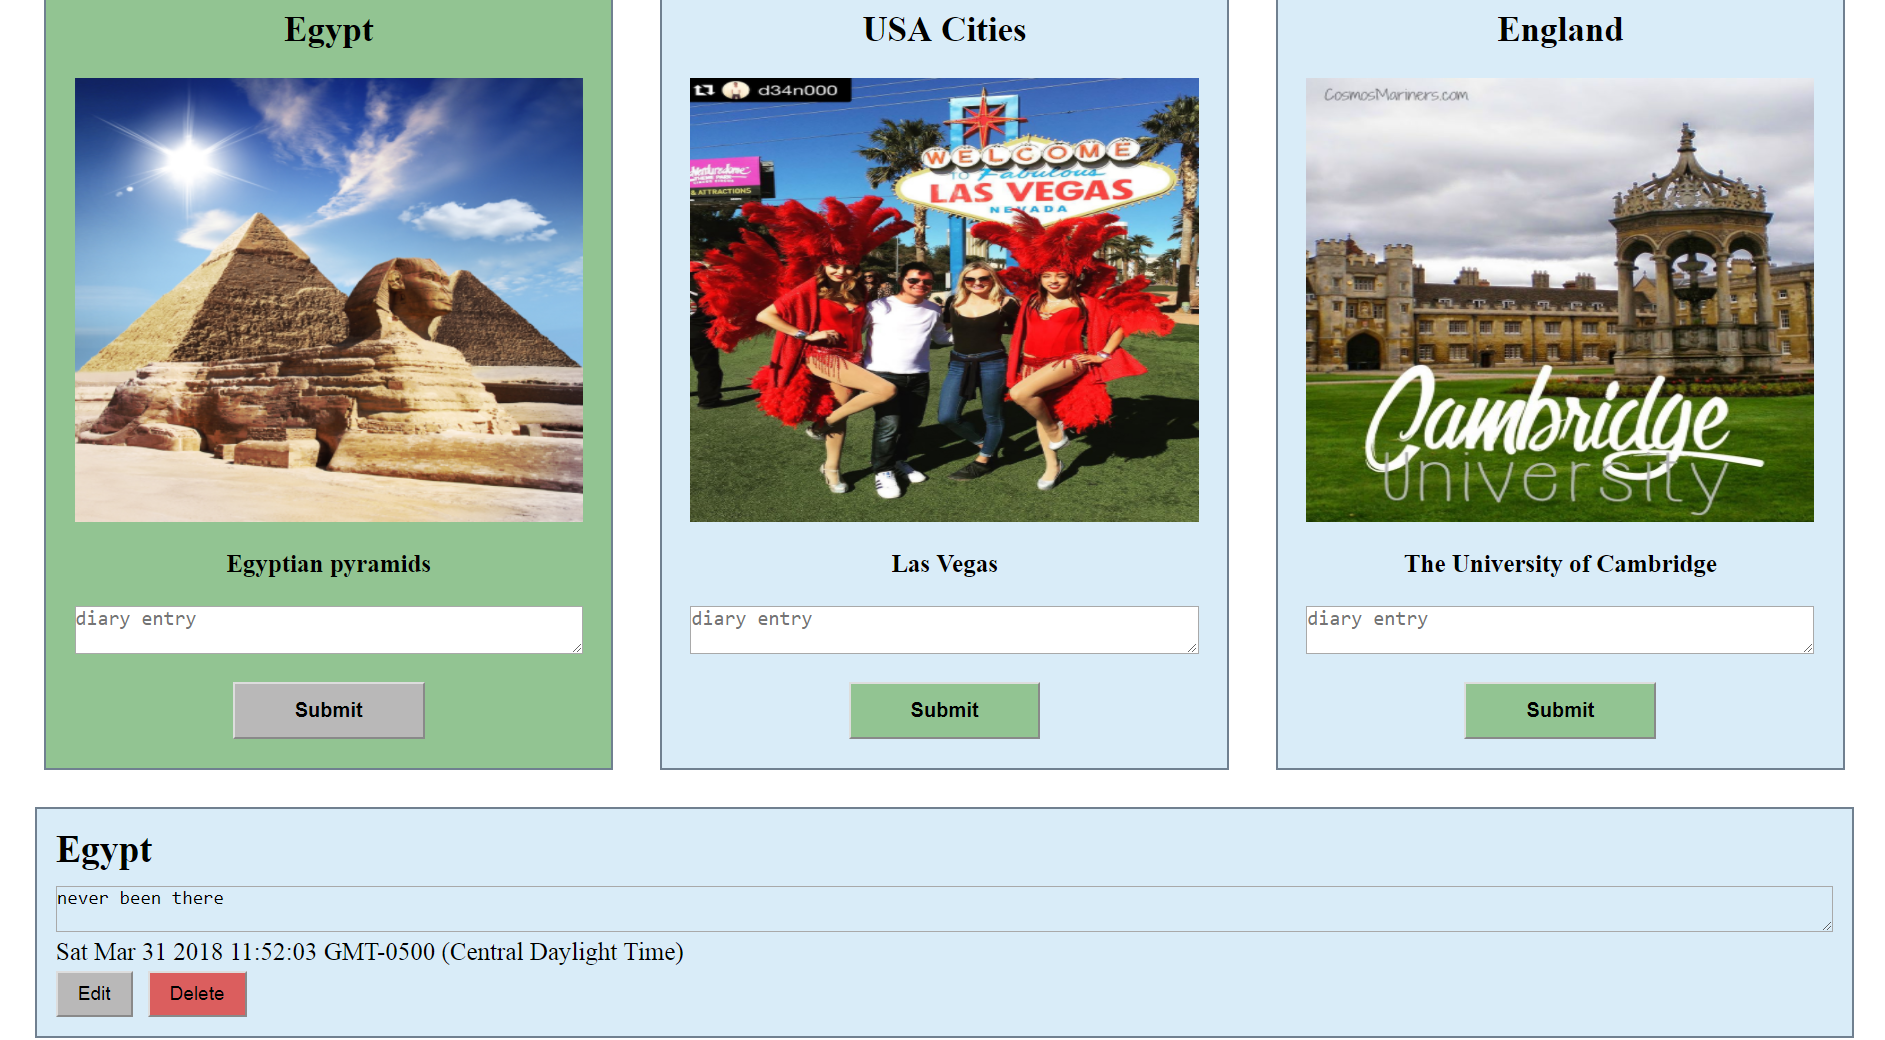 Egypt
USA Cities
England
d34n000
WELCOME
TO Fabulous
LAS VEGAS
NEVADA
& ATTRACTIONS
CosmosMariners.com
Cambridge
University
Egyptian pyramids
Las Vegas
The University of Cambridge
diary entry
diary entry
diary entry
Submit
Submit
Submit
Egypt
never been there
Sat Mar 31 2018 11:52:03 GMT-0500 (Central Daylight Time)
Edit
Delete